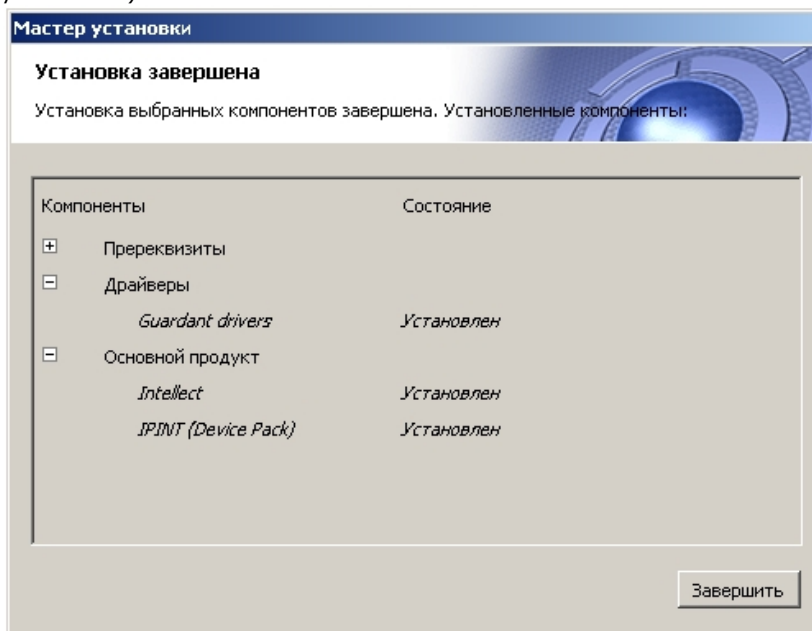 Мастер установки
Установка завершена
Установка выбранных компонентов завершена. Установленные компоненты:
Компоненты Состояние
Пререквизиты
Драйверы
Guardant drivers Установлен
Основной продукт
Intellect Установлен
IPINT (Device Pack) Установлен
Завершить